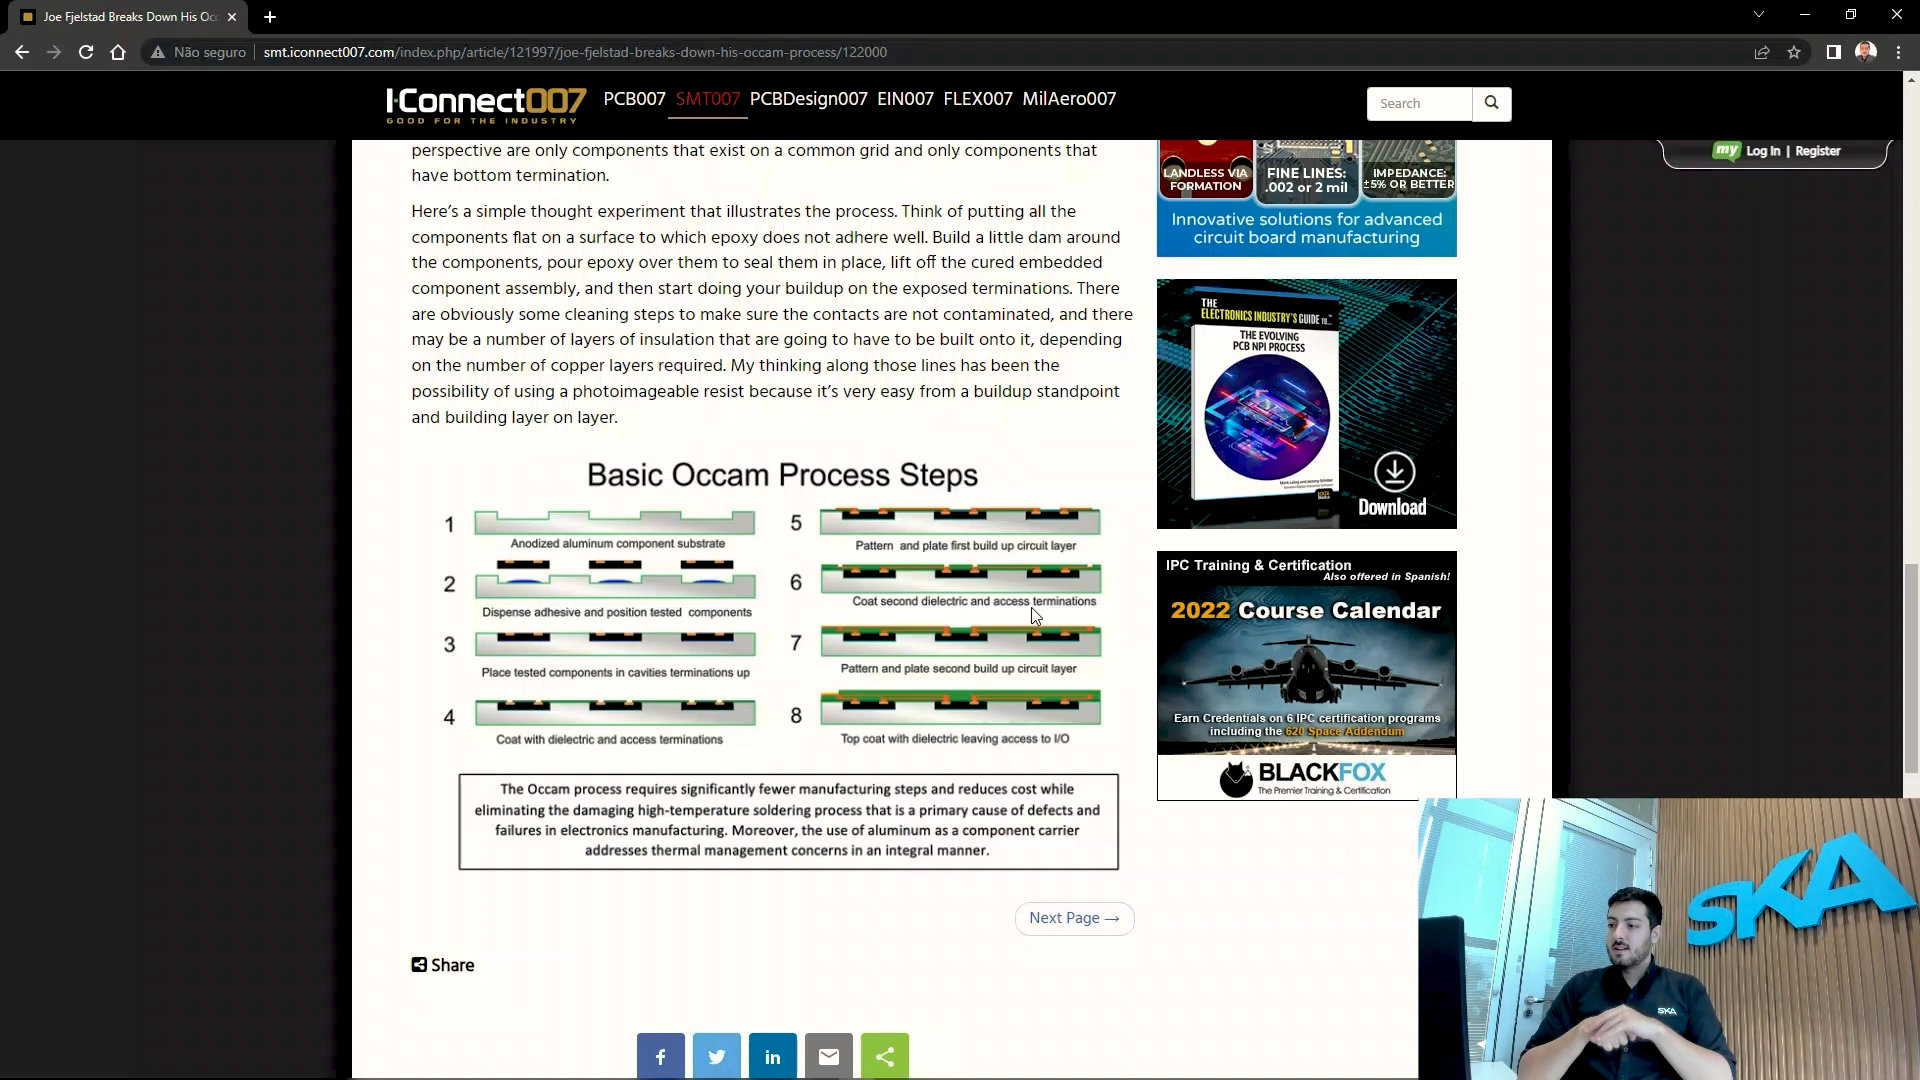 Joe Fjelstad Breaks Down His Occ
Não seguro
smt.iconnect007.com/index.php/article/121997/joe-fjelstad-breaks-down-his-occam-process/122000
I-Connect007
GOOD FOR THE INDUSTRY
PCB007 SMT007 PCBDesign007 EIN007 FLEX007 MilAero007
Search
my Log In | Register
perspective are only components that exist on a common grid and only components that
have bottom termination.
Here's a simple thought experiment that illustrates the process. Think of putting all the
components flat on a surface to which epoxy does not adhere well. Build a little dam around
the components, pour epoxy over them to seal them in place, lift off the cured embedded
component assembly, and then start doing your buildup on the exposed terminations. There
are obviously some cleaning steps to make sure the contacts are not contaminated, and there
may be a number of layers of insulation that are going to have to be built onto it, depending
on the number of copper layers required. My thinking along those lines has been the
possibility of using a photoimageable resist because it's very easy from a buildup standpoint
and building layer on layer.
Basic Occam Process Steps
1
Anodized aluminum component substrate
2
Dispense adhesive and position tested components
3
Place tested components in cavities terminations up
4
Coat with dielectric and access terminations
5
Pattern and plate first build up circuit layer
6
Coat second dielectric and access terminations
7
Pattern and plate second build up circuit layer
8
Top coat with dielectric leaving access to I/O
The Occam process requires significantly fewer manufacturing steps and reduces cost while
eliminating the damaging high-temperature soldering process that is a primary cause of defects and
failures in electronics manufacturing. Moreover, the use of aluminum as a component carrier
addresses thermal management concerns in an integral manner.
Next Page →
Share
LANDLESS VIA
FORMATION
FINE LINES:
.002 or 2 mil
IMPEDANCE:
±5% OR BETTER
Innovative solutions for advanced
circuit board manufacturing
THE
ELECTRONICS INDUSTRY'S GUIDE TO...
THE EVOLVING
PCB NPI PROCESS
Download
IPC Training & Certification
Also offered in Spanish!
2022 Course Calendar
Earn Credentials on 6 IPC certification programs
including the 620 Space Addendum
BLACKFOX
The Premier Training & Certification
SKA
SKA